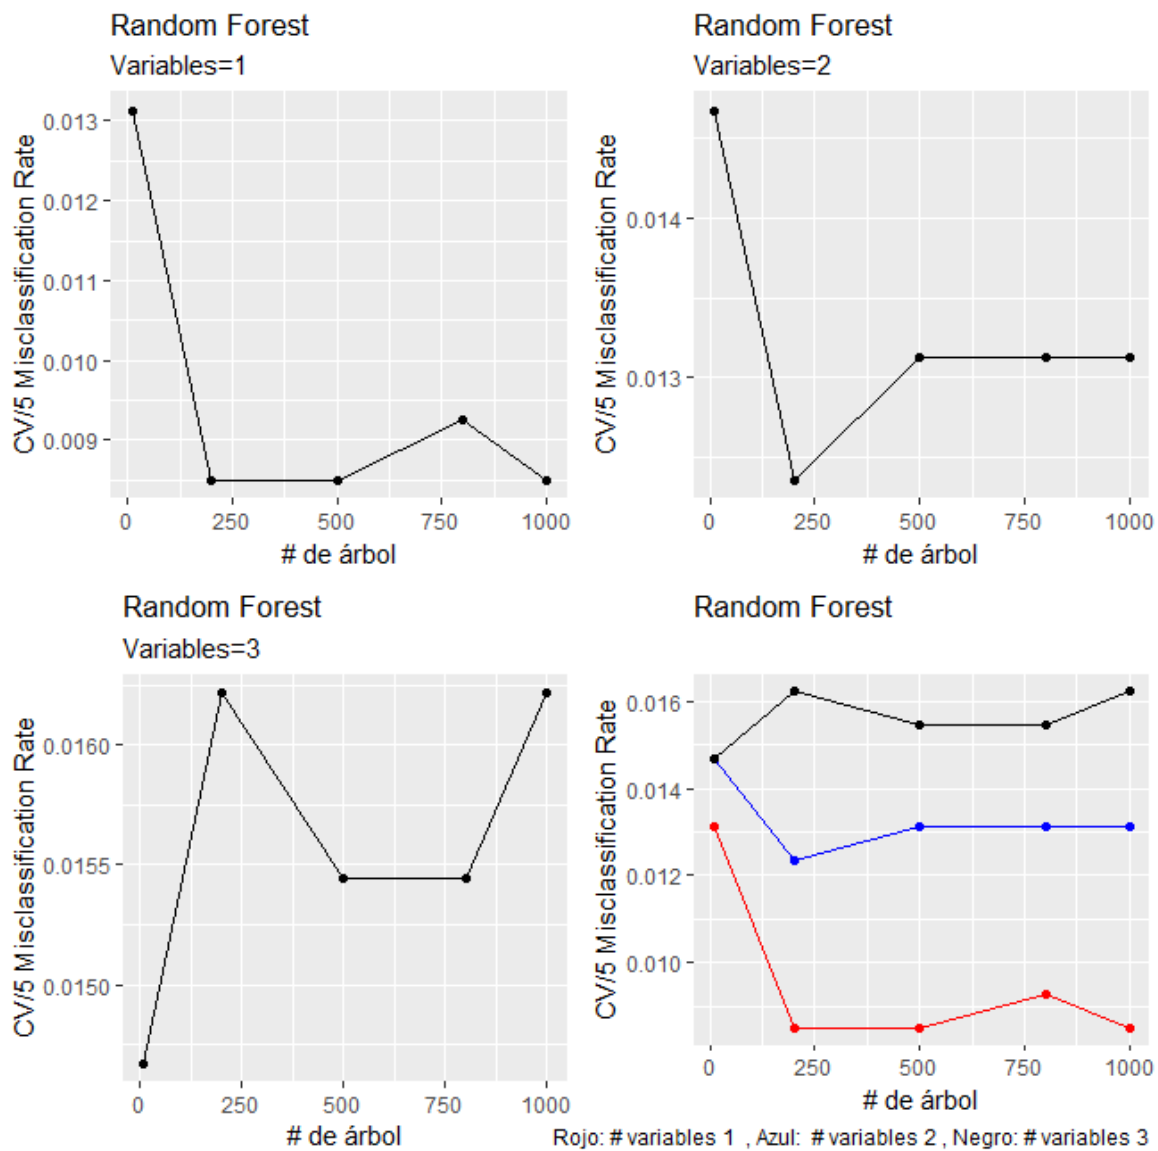 Random Forest
Variables=1
CV/5 Misclassification Rate
0.013
0.012
0.011
0.010
0.009
0 250 500 750 1000
# de árbol
Random Forest
Variables=2
CV/5 Misclassification Rate
0.014
0.013
0 250 500 750 1000
# de árbol
Random Forest
Variables=3
CV/5 Misclassification Rate
0.0160
0.0155
0.0150
0 250 500 750 1000
# de árbol
Random Forest
CV/5 Misclassification Rate
0.016
0.014
0.012
0.010
0 250 500 750 1000
# de árbol
Rojo: # variables 1 , Azul: # variables 2 , Negro: # variables 3